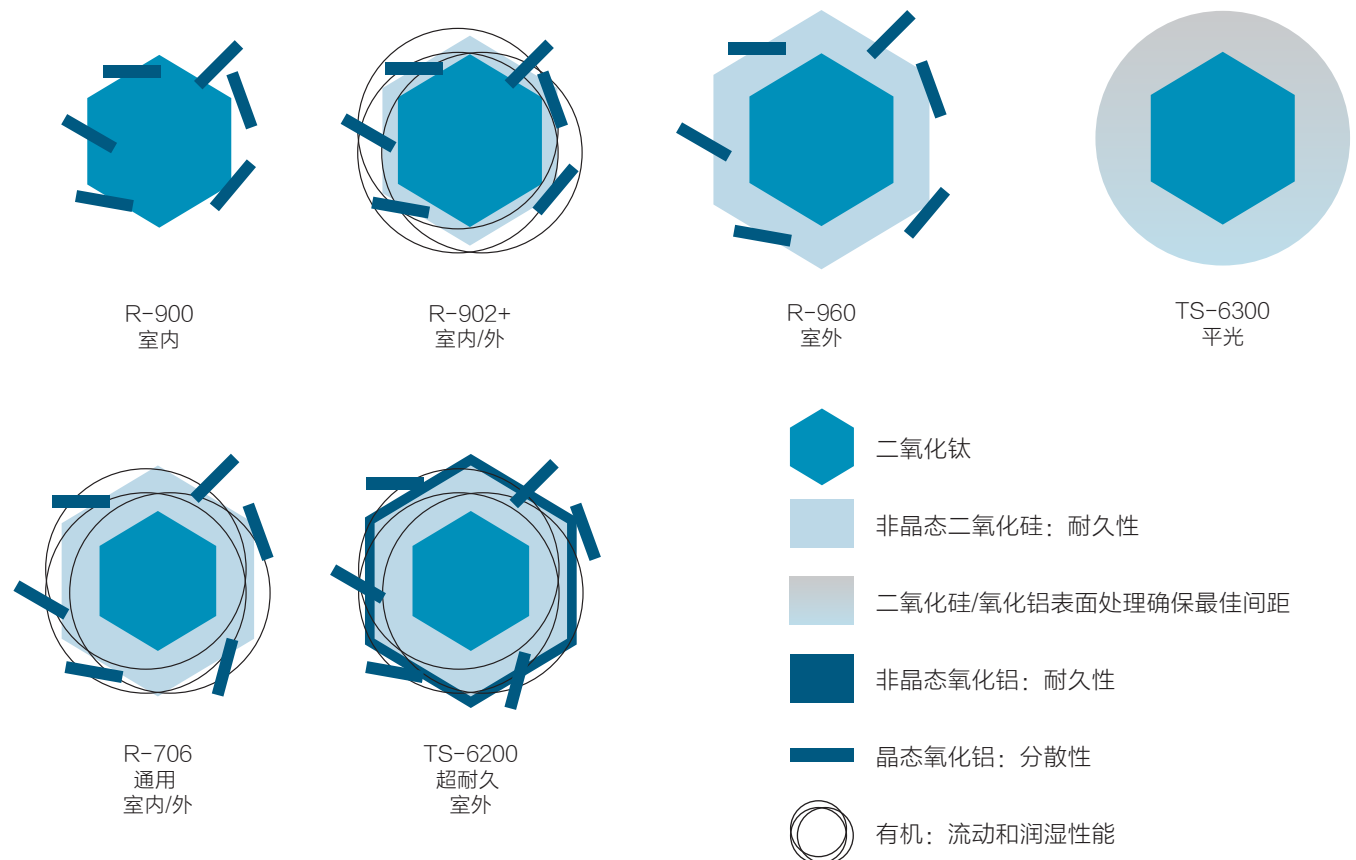 R-900
室内
R-902+
室内/外
R-960
室外
TS-6300
平光
R-706
通用
室内/外
TS-6200
超耐久
室外
二氧化钛
非晶态二氧化硅：耐久性
二氧化硅/氧化铝表面处理确保最佳间距
非晶态氧化铝：耐久性
晶态氧化铝：分散性
有机：流动和润湿性能